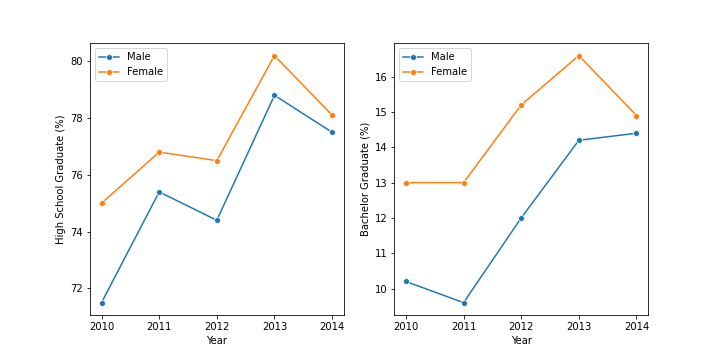 Male
Female
High School Graduate (%)
80
78
76
74
72
2010 2011 2012 2013 2014
Year
Male
Female
Bachelor Graduate (%)
16
15
14
13
12
11
10
2010 2011 2012 2013 2014
Year